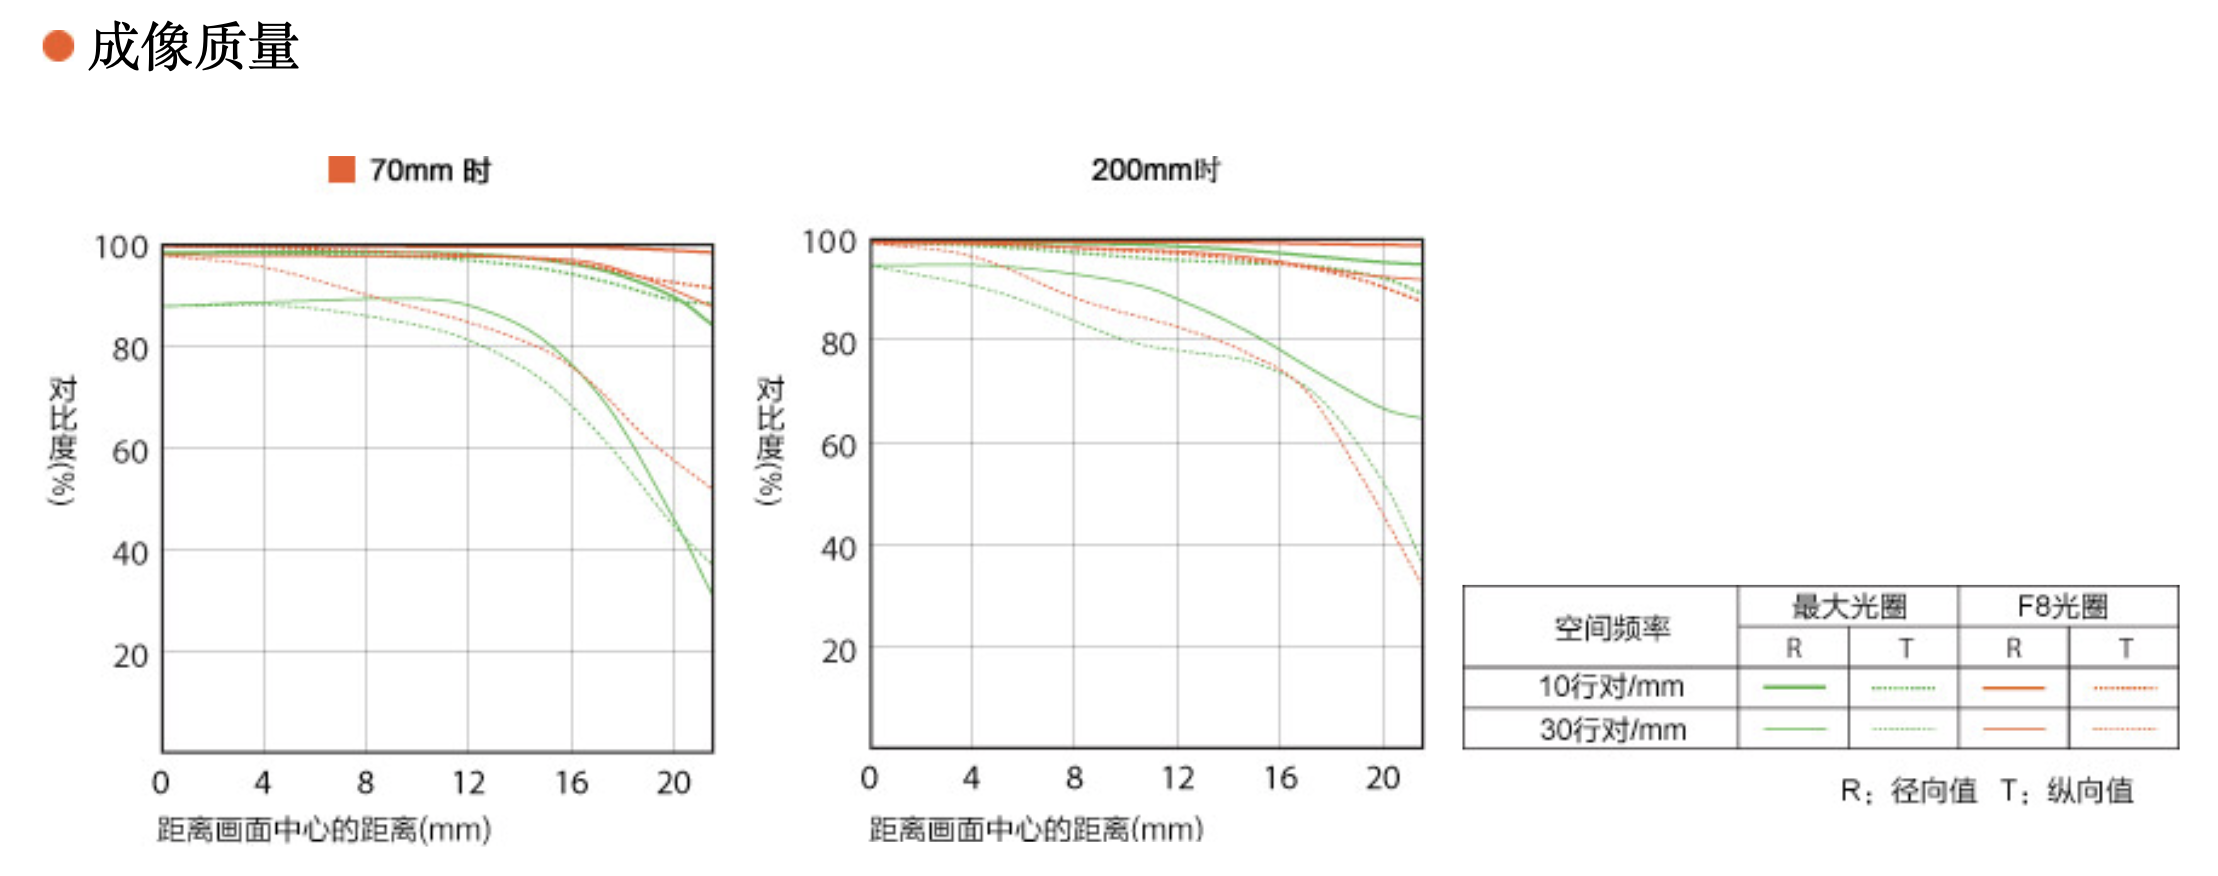 成像质量
70mm 时
100
80
60
40
20
对比度(%)
0 4 8 12 16 20
距离画面中心的距离(mm)
200mm时
100
80
60
40
20
对比度(%)
0 4 8 12 16 20
距离画面中心的距离(mm)
空间频率 最大光圈 F8光圈
R T R T
10行对/mm
30行对/mm
R：径向值 T：纵向值